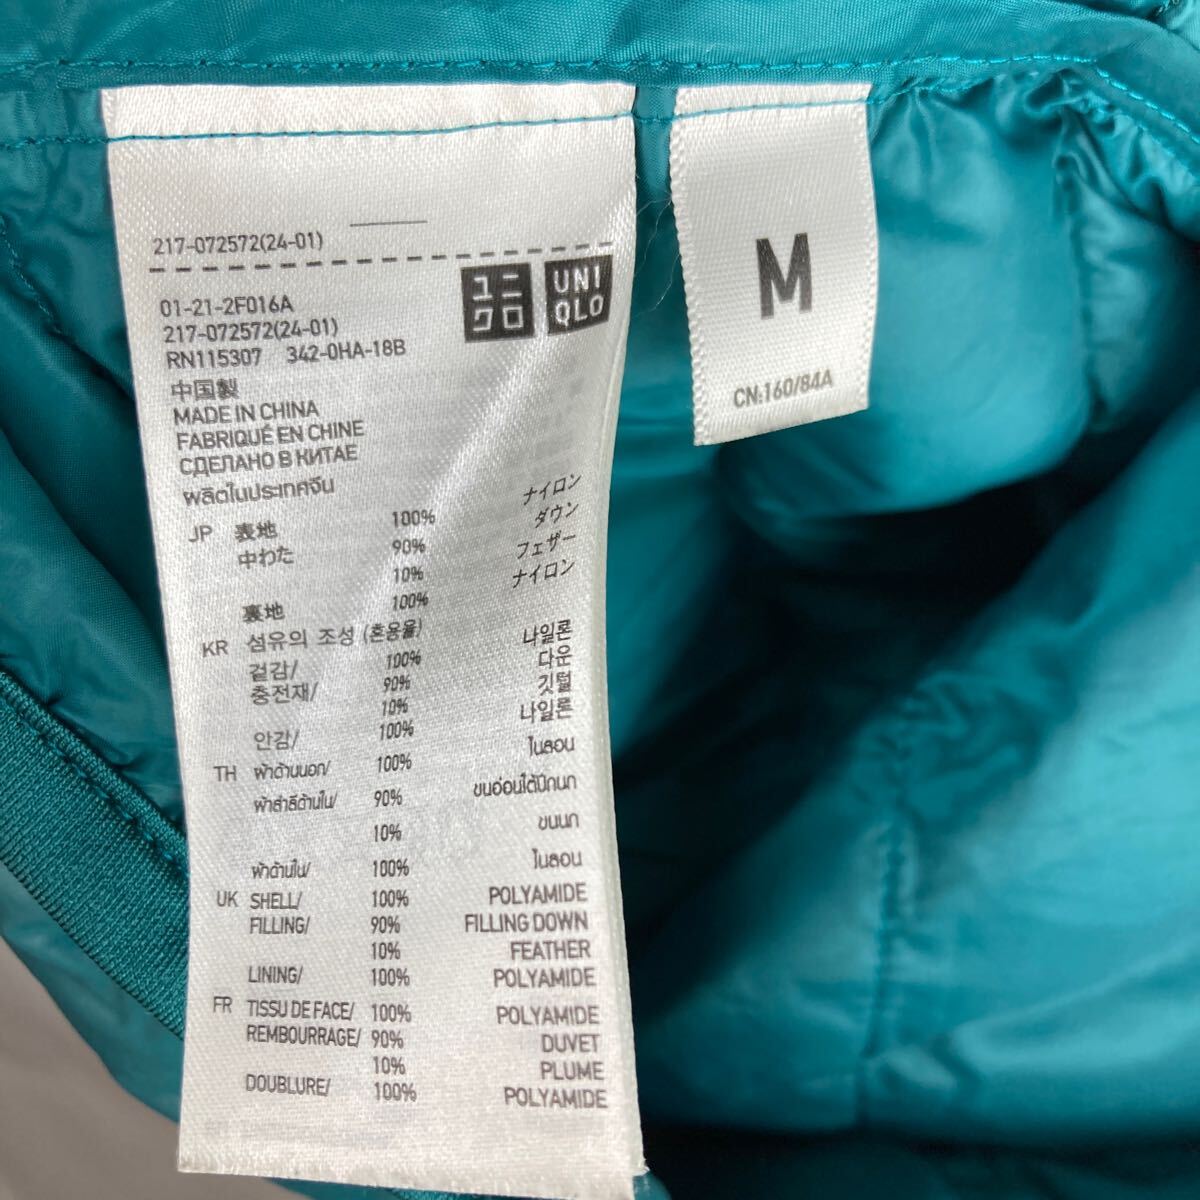 217-072572(24-01)
01-21-2F016A
217-072572(24-01)
RN115307 342-0HA-18B
ユニクロ
UNIQLO
中国製
MADE IN CHINA
FABRIQUÉ EN CHINE
СДЕЛАНО В КИТАЕ
ผลิตในประเทศจีน
JP 表地 100% ナイロン
中わた 90% ダウン
10% フェザー
裏地 100% ナイロン
KR 섬유의 조성 (혼용율)
겉감/ 100% 나일론
충전재/ 90% 다운
10% 깃털
안감/ 100% 나일론
TH ผ้าด้านนอก/ 100% ไนลอน
ผ้าสำลีด้านใน/ 90% ขนอ่อนใต้ปีกนก
10% ขนนก
ผ้าด้านใน/ 100% ไนลอน
UK SHELL/ 100% POLYAMIDE
FILLING/ 90% FILLING DOWN
10% FEATHER
LINING/ 100% POLYAMIDE
FR TISSU DE FACE/ 100% POLYAMIDE
REMBOURRAGE/ 90% DUVET
10% PLUME
DOUBLURE/ 100% POLYAMIDE
M
CN:160/84A